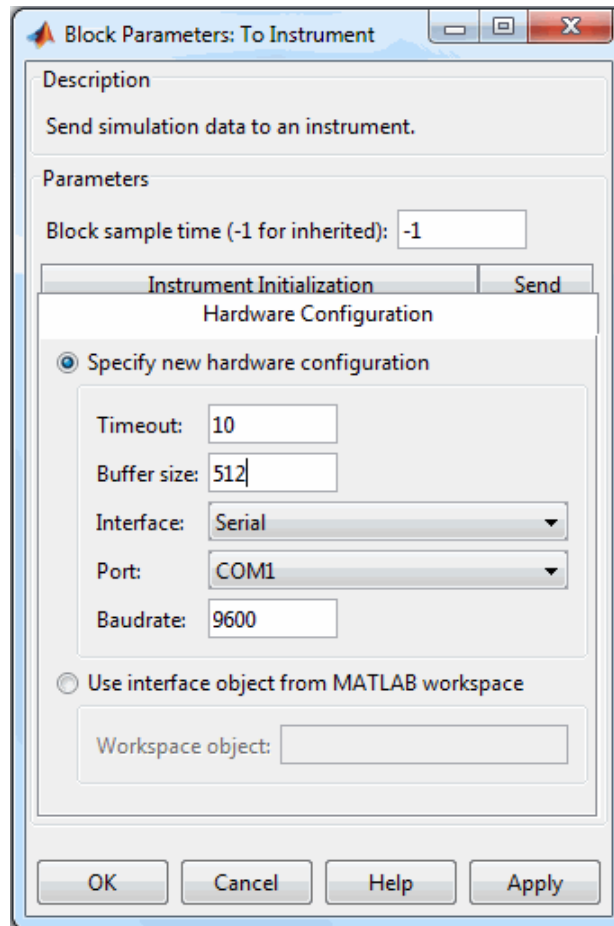 Block Parameters: To Instrument
Description
Send simulation data to an instrument.
Parameters
Block sample time (-1 for inherited): -1
Instrument Initialization Send
Hardware Configuration
Specify new hardware configuration
Timeout: 10
Buffer size: 512
Interface: Serial
Port: COM1
Baudrate: 9600
Use interface object from MATLAB workspace
Workspace object:
OK Cancel Help Apply